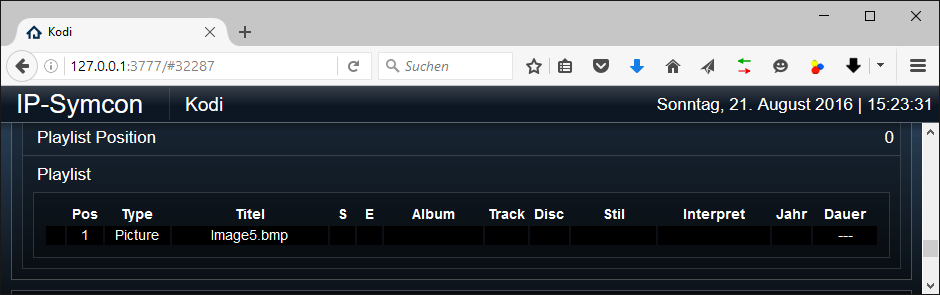 Kodi
127.0.0.1:3777/#32287 Suchen
IP-Symcon Kodi Sonntag, 21. August 2016 | 15:23:31
Playlist Position 0
Playlist
Pos Type Titel S E Album Track Disc Stil Interpret Jahr Dauer
1 Picture Image5.bmp ---